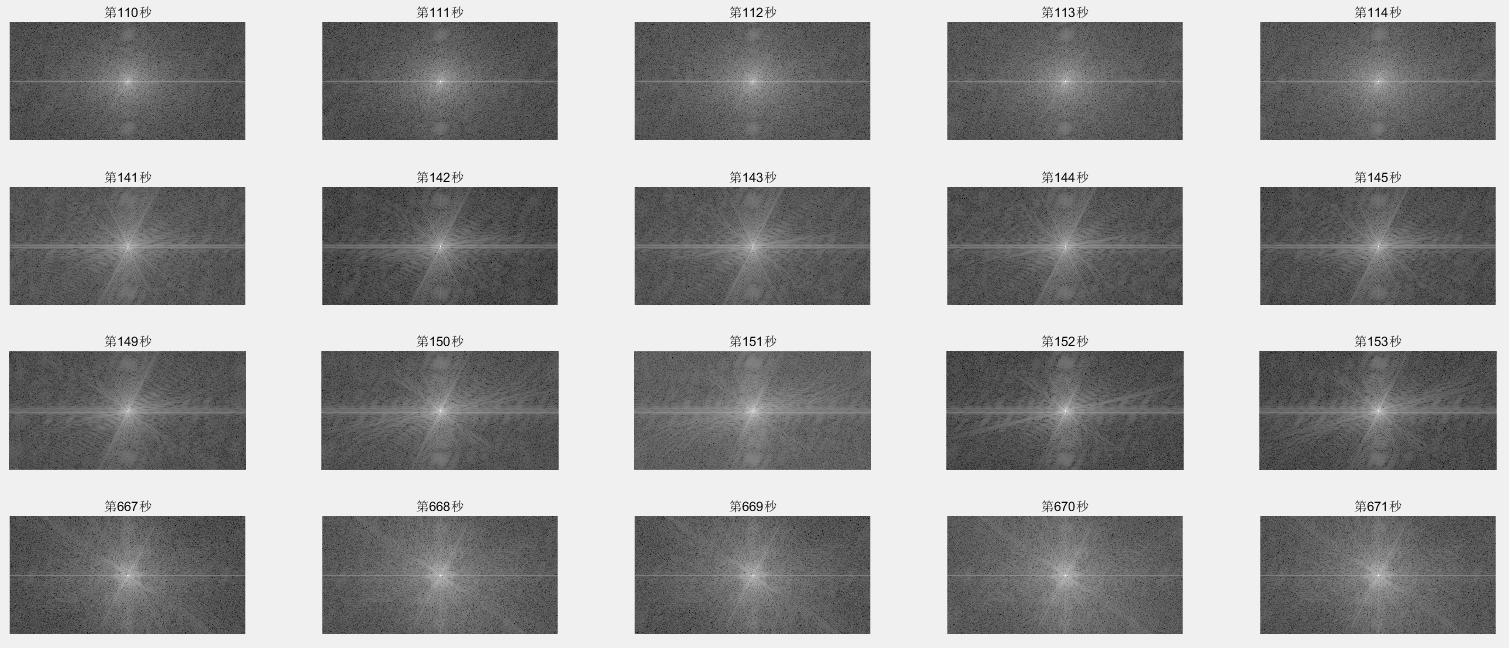 第110秒 第111秒 第112秒 第113秒 第114秒
第141秒 第142秒 第143秒 第144秒 第145秒
第149秒 第150秒 第151秒 第152秒 第153秒
第667秒 第668秒 第669秒 第670秒 第671秒